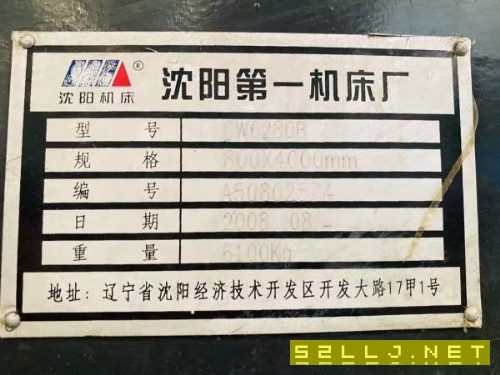 沈阳机床 ® 沈阳第一机床厂
型号 CW6280B
规格 800X4000mm
编号
日期 2008 08
重量 6100Kg
地址: 辽宁省沈阳经济技术开发区开发大路17甲1号
52LLJ.NET